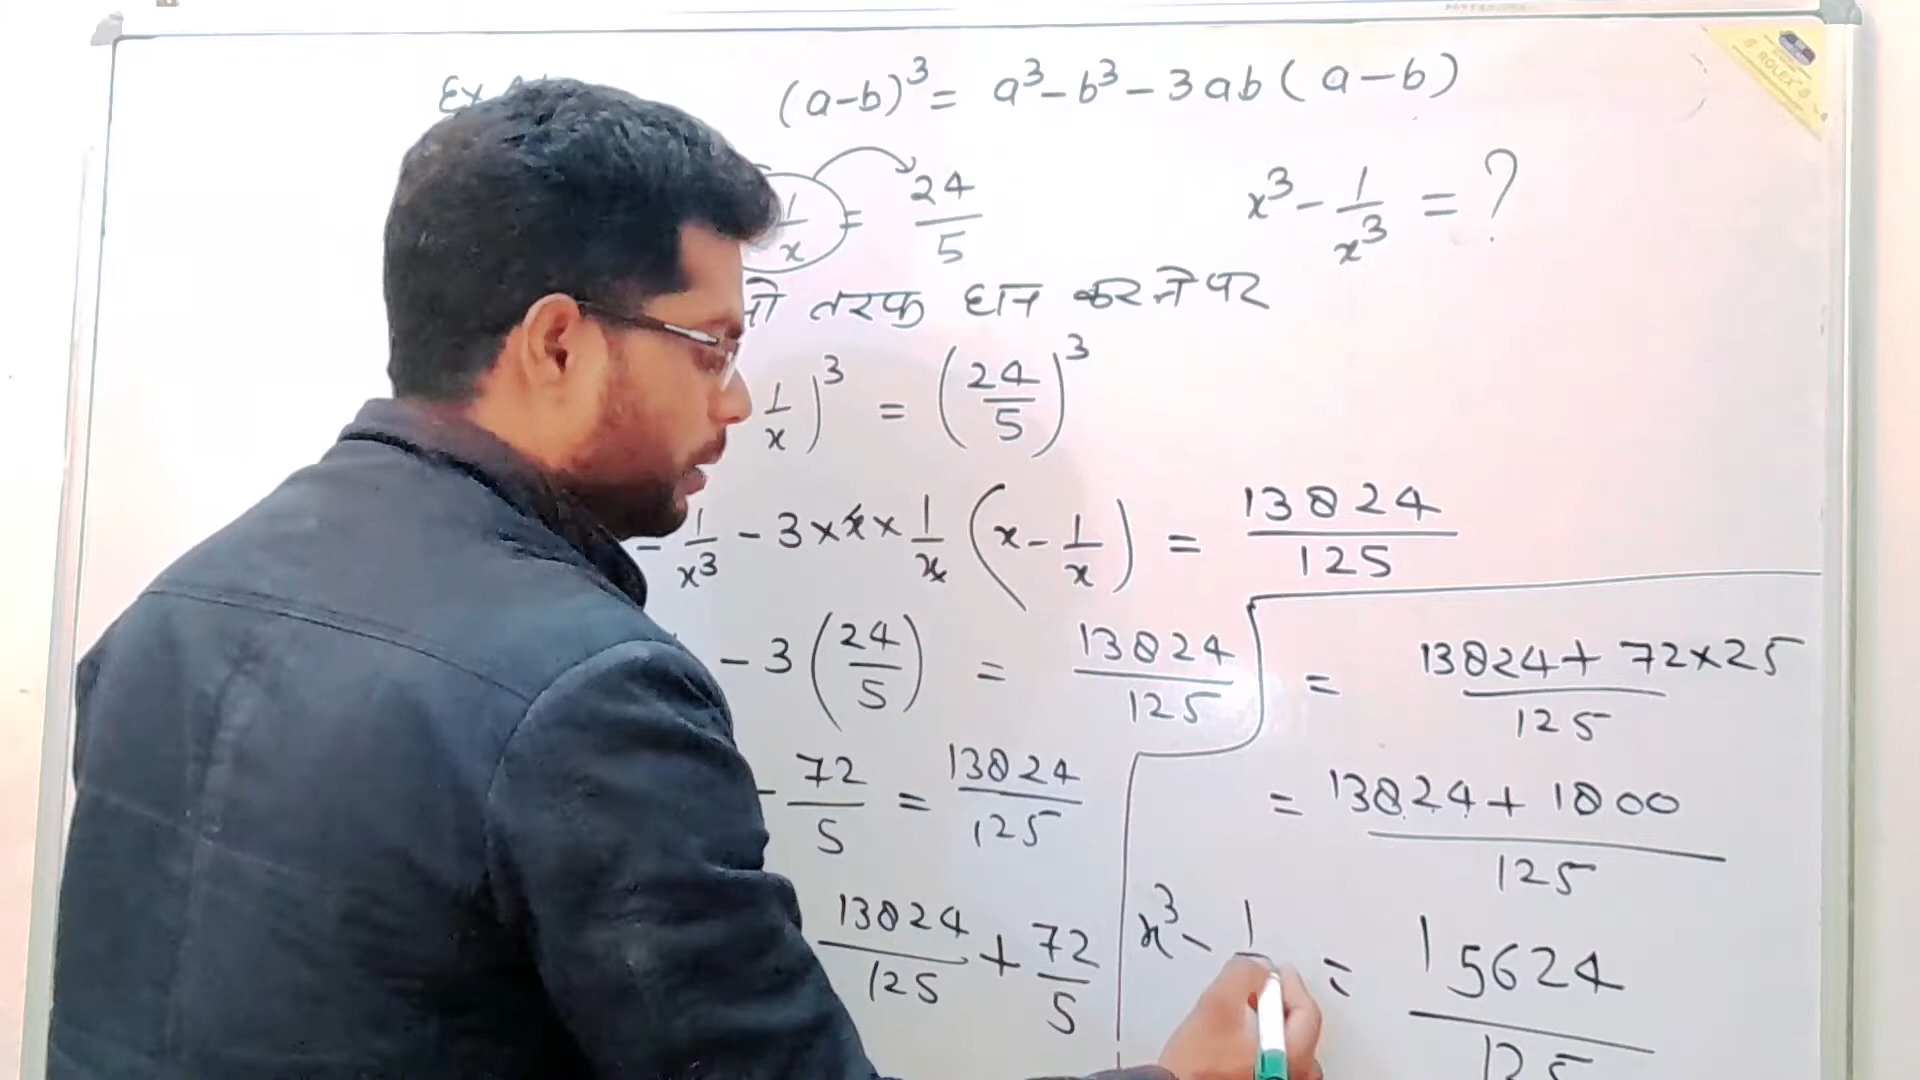 Ex
(a-b)³ = a³-b³-3ab(a-b)
1/x = 24/5
x³ - 1/x³ = ?
तरफ घन करने पर
1/x)³ = (24/5)³
- 1/x³ - 3×x×1/x (x - 1/x) = 13824/125
- 3(24/5) = 13824/125
- 72/5 = 13824/125
13824/125 + 72/5
= 13824+72×25/125
= 13824+1800/125
x³ - 1 = 15624/125
ROLEX